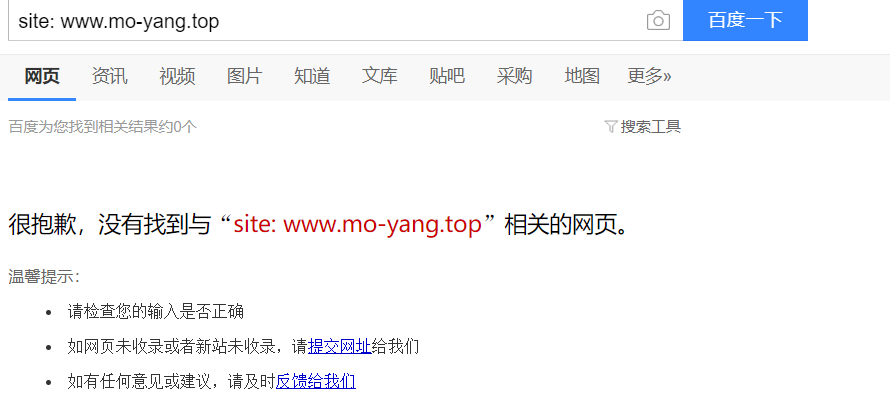 site: www.mo-yang.top 百度一下
网页 资讯 视频 图片 知道 文库 贴吧 采购 地图 更多»
百度为您找到相关结果约0个 搜索工具
很抱歉，没有找到与“site: www.mo-yang.top”相关的网页。
温馨提示：
• 请检查您的输入是否正确
• 如网页未收录或者新站未收录，请提交网址给我们
• 如有任何意见或建议，请及时反馈给我们